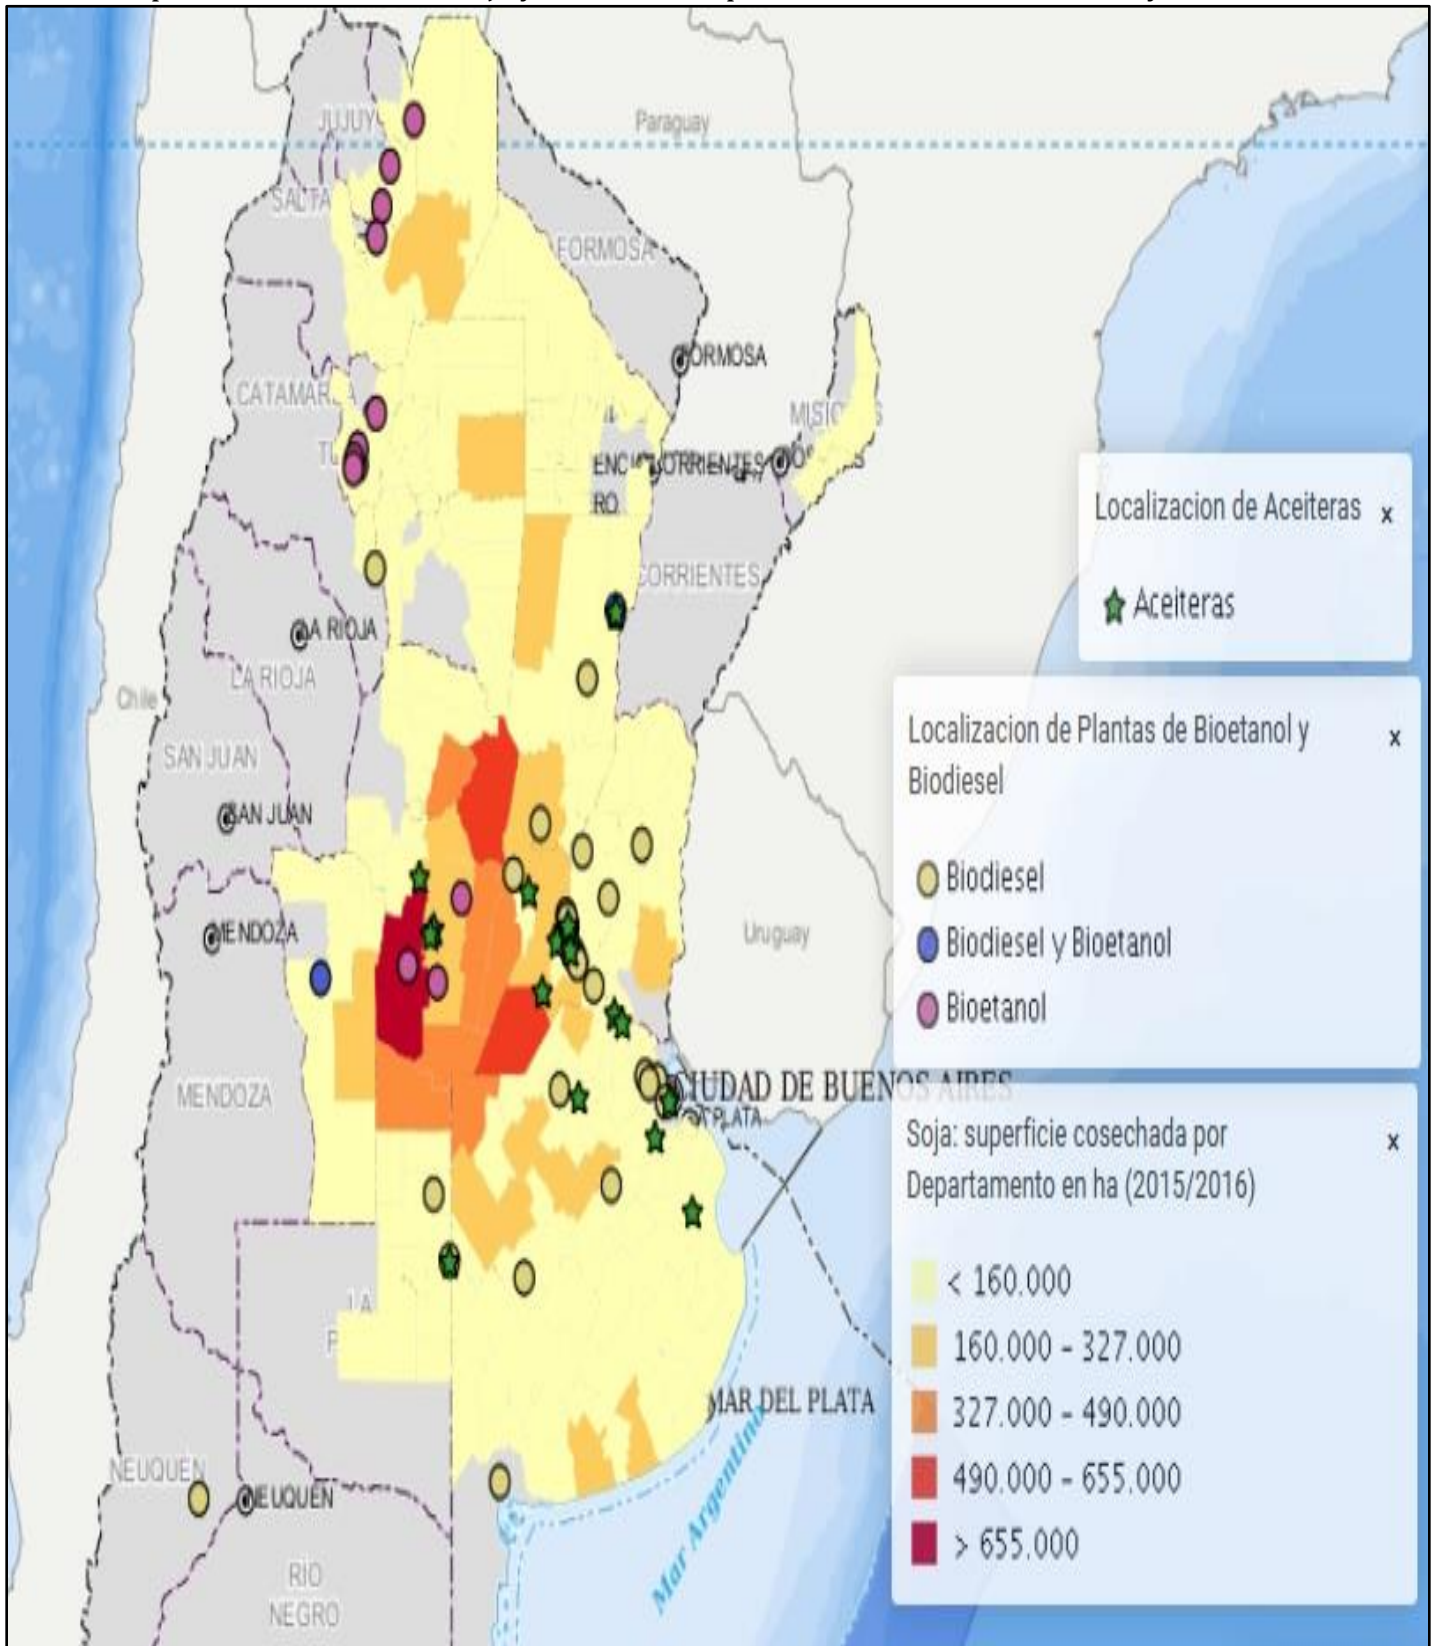 JUJUY
Paraguay
SALTA
FORMOSA
FORMOSA
CATAMARCA
CORRIENTES
CORRIENTES
LA RIOJA
LA RIOJA
Chile
SAN JUAN
SAN JUAN
MENDOZA
Uruguay
MENDOZA
CIUDAD DE BUENOS AIRES
LA PLATA
LA
P
MAR DEL PLATA
NEUQUEN
NEUQUEN
Mar Argentino
RIO
NEGRO
Localizacion de Aceiteras x
Aceiteras
Localizacion de Plantas de Bioetanol y
Biodiesel x
Biodiesel
Biodiesel y Bioetanol
Bioetanol
Soja: superficie cosechada por
Departamento en ha (2015/2016) x
< 160.000
160.000 - 327.000
327.000 - 490.000
490.000 - 655.000
> 655.000